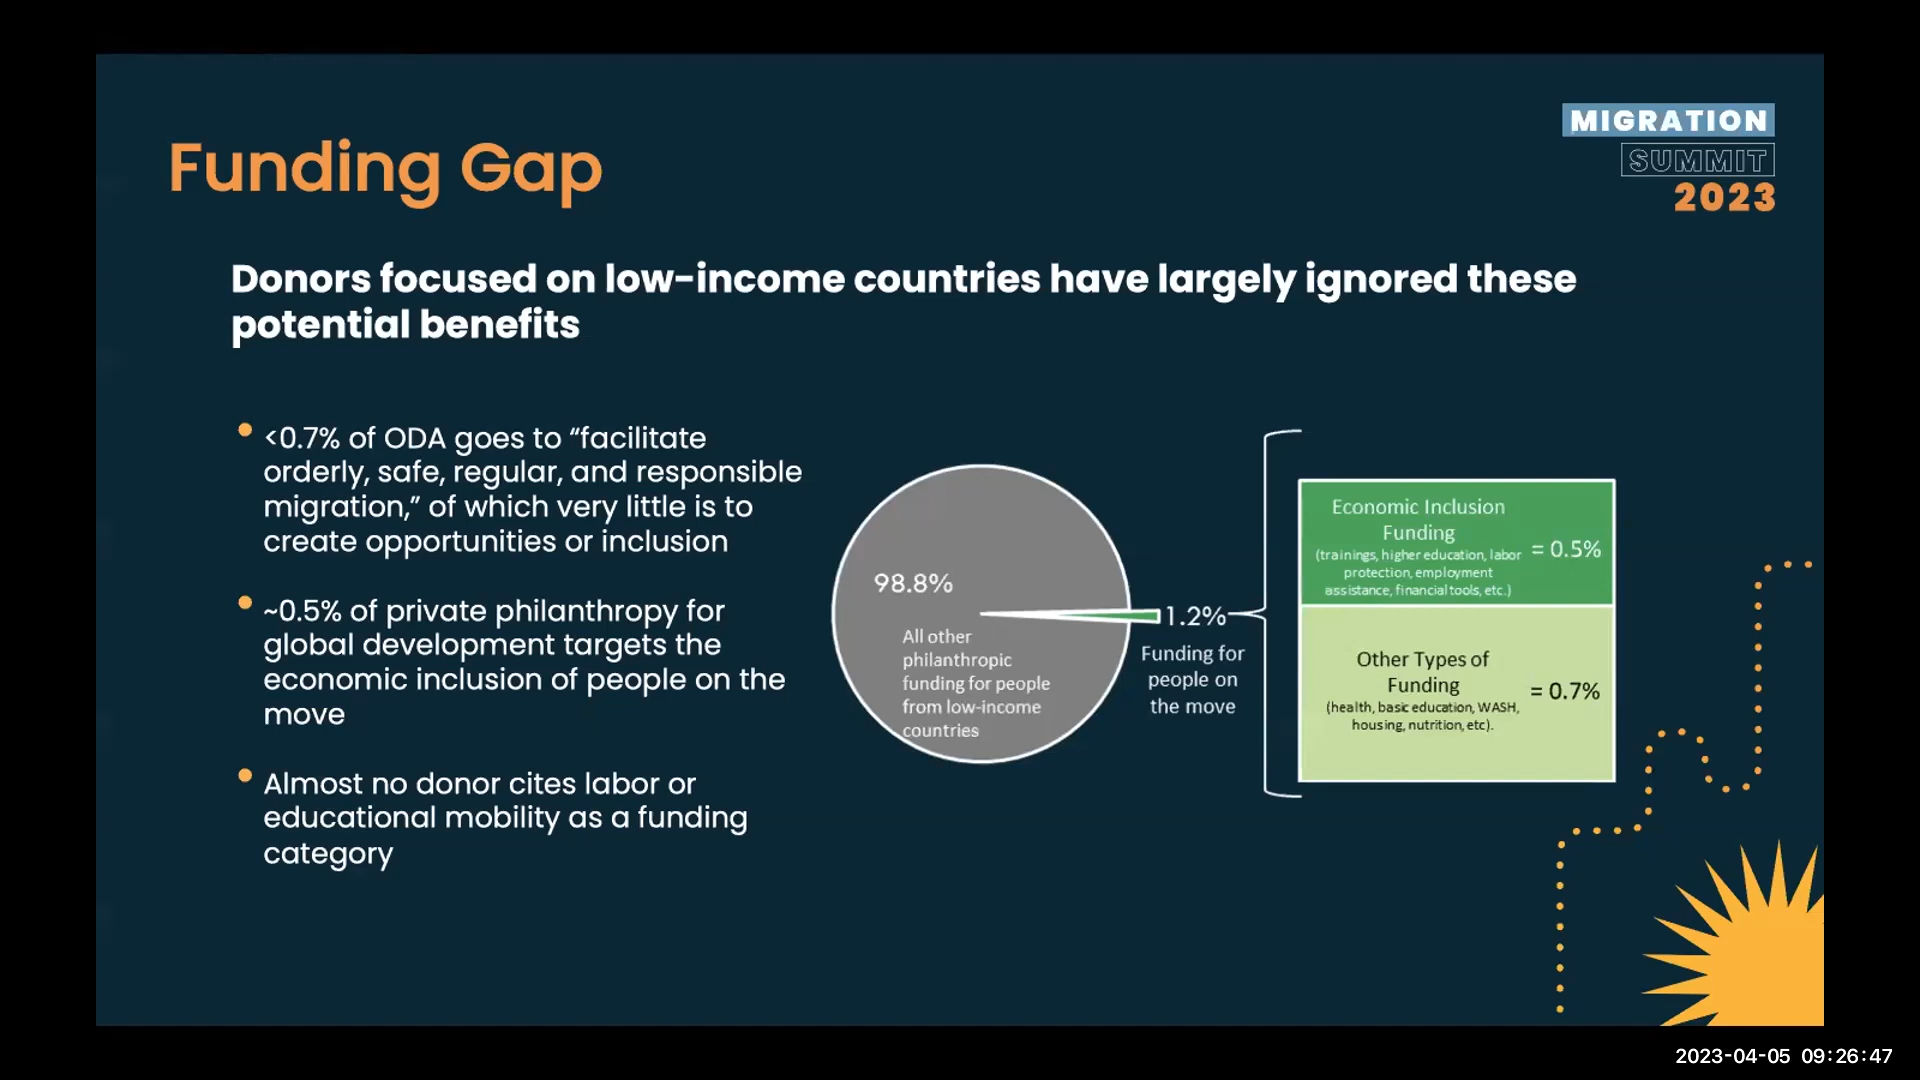 MIGRATION
SUMMIT
2023
Funding Gap
Donors focused on low-income countries have largely ignored these
potential benefits
<0.7% of ODA goes to “facilitate
orderly, safe, regular, and responsible
migration,” of which very little is to
create opportunities or inclusion
~0.5% of private philanthropy for
global development targets the
economic inclusion of people on the
move
Almost no donor cites labor or
educational mobility as a funding
category
98.8%
All other
philanthropic
funding for people
from low-income
countries
1.2%
Funding for
people on
the move
Economic Inclusion
Funding
(trainings, higher education, labor
protection, employment
assistance, financial tools, etc.)
= 0.5%
Other Types of
Funding
(health, basic education, WASH,
housing, nutrition, etc).
= 0.7%
2023-04-05 09:26:47